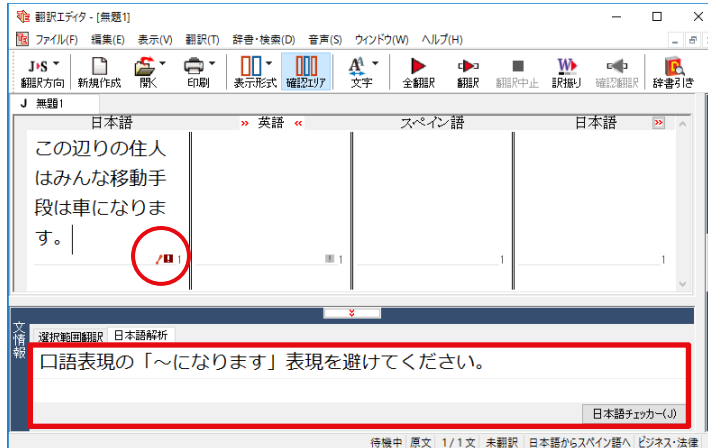 翻訳エディタ - [無題1]
ファイル(F) 編集(E) 表示(V) 翻訳(T) 辞書・検索(D) 音声(S) ウィンドウ(W) ヘルプ(H)
J S
翻訳方向 新規作成 開く 印刷 表示形式 確認エリア 文字 全翻訳 翻訳 翻訳中止 訳振り 確認翻訳 辞書引き
J 無題1
日本語 » 英語 « スペイン語 日本語 »
この辺りの住人
はみんな移動手
段は車になりま
す。
1 1 1 1
文情報
選択範囲翻訳 日本語解析
口語表現の「～になります」表現を避けてください。
日本語チェッカー(J)
待機中 原文 1/1文 未翻訳 日本語からスペイン語へ ビジネス・法律